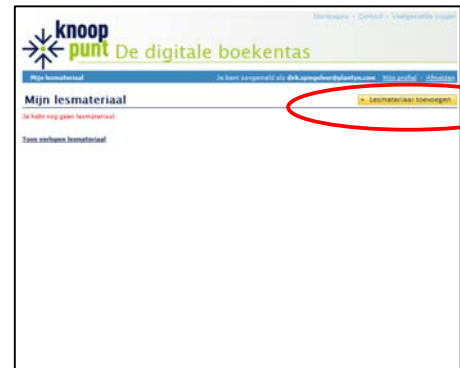 Startpagina • Contact • Veelgestelde vragen
knoop
punt De digitale boekentas
Mijn lesmateriaal
Je bent aangemeld als dirk.spingeleer@plantyn.com Mijn profiel - Afmelden
Mijn lesmateriaal
+ Lesmateriaal toevoegen
Je hebt nog geen lesmateriaal.
Toon verlopen lesmateriaal